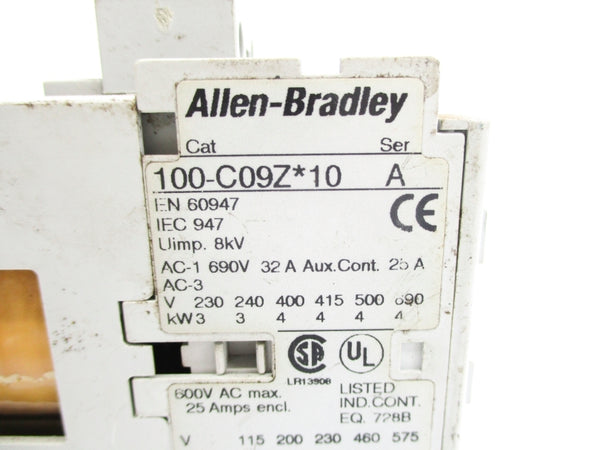 Allen-Bradley
Cat Ser
100-C09Z*10 A
EN 60947
IEC 947
Uimp. 8kV
CE
AC-1 690V 32 A Aux.Cont. 25 A
AC-3
V 230 240 400 415 500 690
kW 3 3 4 4 4 4
SP UL
LR13908
600V AC max.
25 Amps encl.
LISTED
IND.CONT.
EQ. 728B
V 115 200 230 460 575